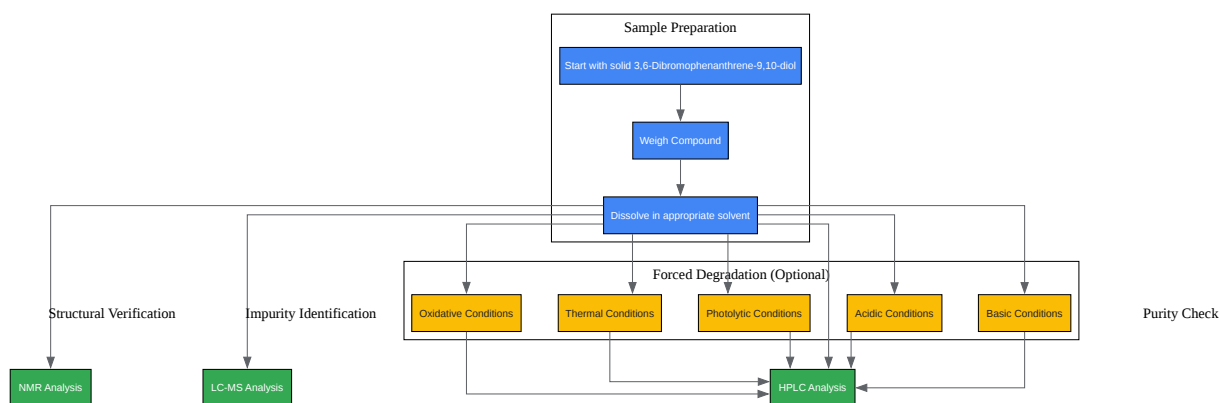 Sample Preparation
Start with solid 3,6-Dibromophenanthrene-9,10-diol
Weigh Compound
Dissolve in appropriate solvent
Forced Degradation (Optional)
Oxidative Conditions
Thermal Conditions
Photolytic Conditions
Acidic Conditions
Basic Conditions
Structural Verification
Impurity Identification
Purity Check
NMR Analysis
LC-MS Analysis
HPLC Analysis